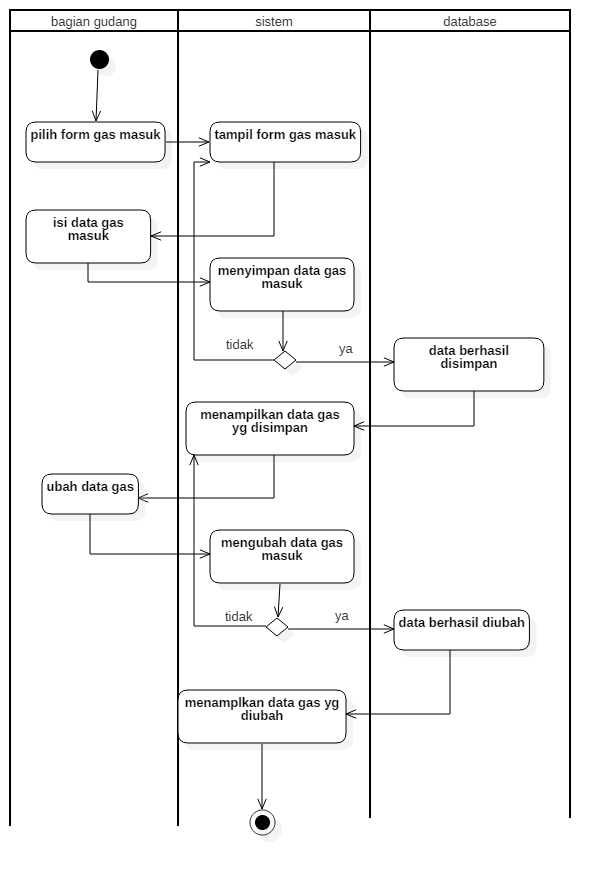 bagian gudang
sistem
database
pilih form gas masuk
tampil form gas masuk
isi data gas
masuk
menyimpan data gas
masuk
tidak
ya
data berhasil
disimpan
menampilkan data gas
yg disimpan
ubah data gas
mengubah data gas
masuk
tidak
ya
data berhasil diubah
menamplkan data gas yg
diubah